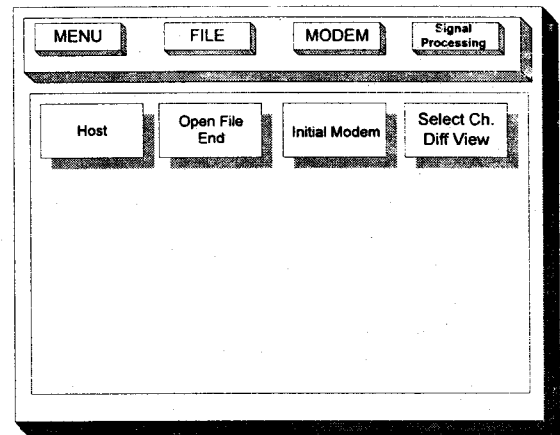 MENU
FILE
MODEM
Signal
Processing
Host
Open File
End
Initial Modem
Select Ch.
Diff View